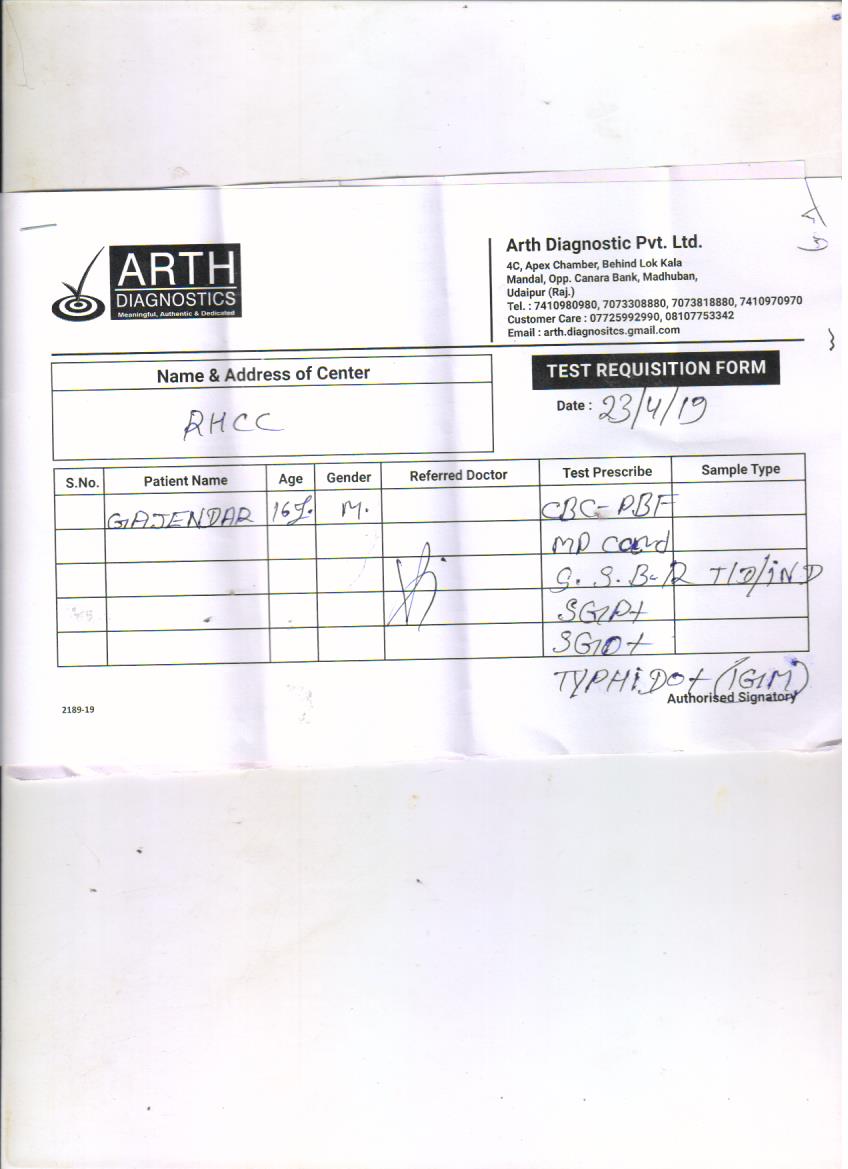 ARTH
DIAGNOSTICS
Meaningful, Authentic & Dedicated
Arth Diagnostic Pvt. Ltd.
4C, Apex Chamber, Behind Lok Kala
Mandal, Opp. Canara Bank, Madhuban,
Udaipur (Raj.)
Tel. : 7410980980, 7073308880, 7073818880, 7410970970
Customer Care : 07725992990, 08107753342
Email : arth.diagnositcs.gmail.com
Name & Address of Center
RHCC
TEST REQUISITION FORM
Date : 23/4/19
S.No. Patient Name Age Gender Referred Doctor Test Prescribe Sample Type
GAJENDAR 16y. M. CBC-PBF
MP card
S. S. B-R T/D/iND
SGPt
SGOt
TYPHiDOt (IGM)
Authorised Signatory
2189-19